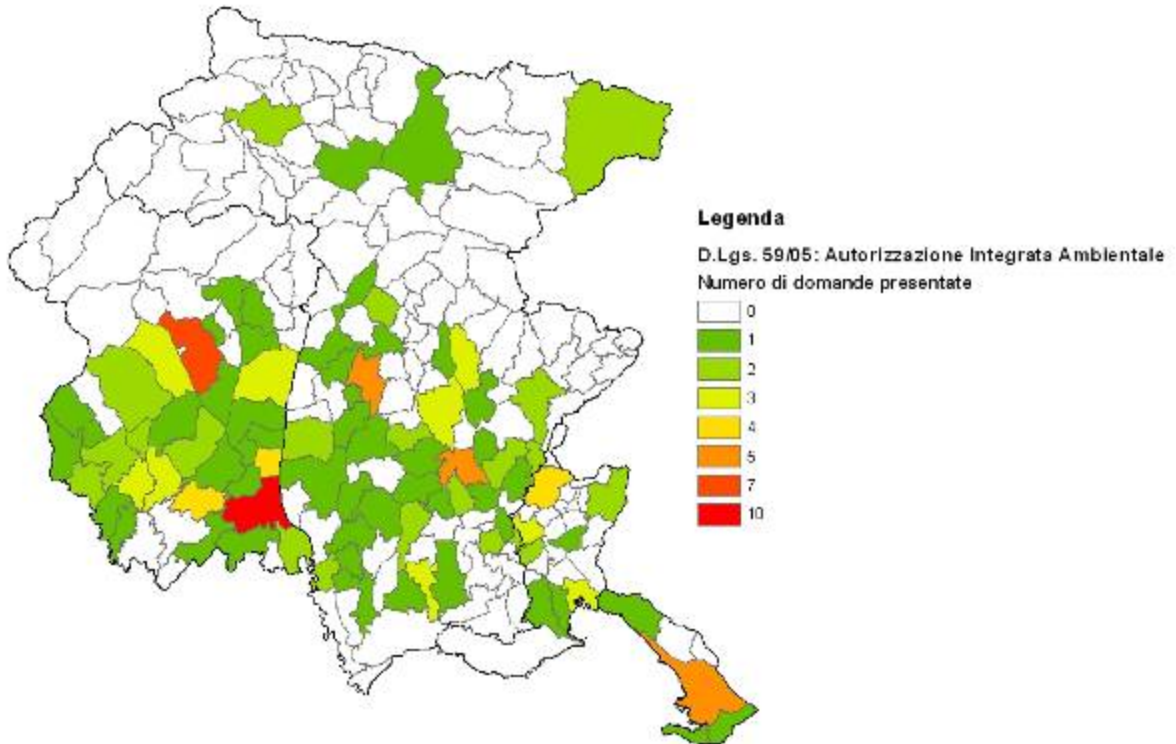 Legenda
D.Lgs. 59/05: Autorizzazione Integrata Ambientale
Numero di domande presentate
0
1
2
3
4
5
7
10